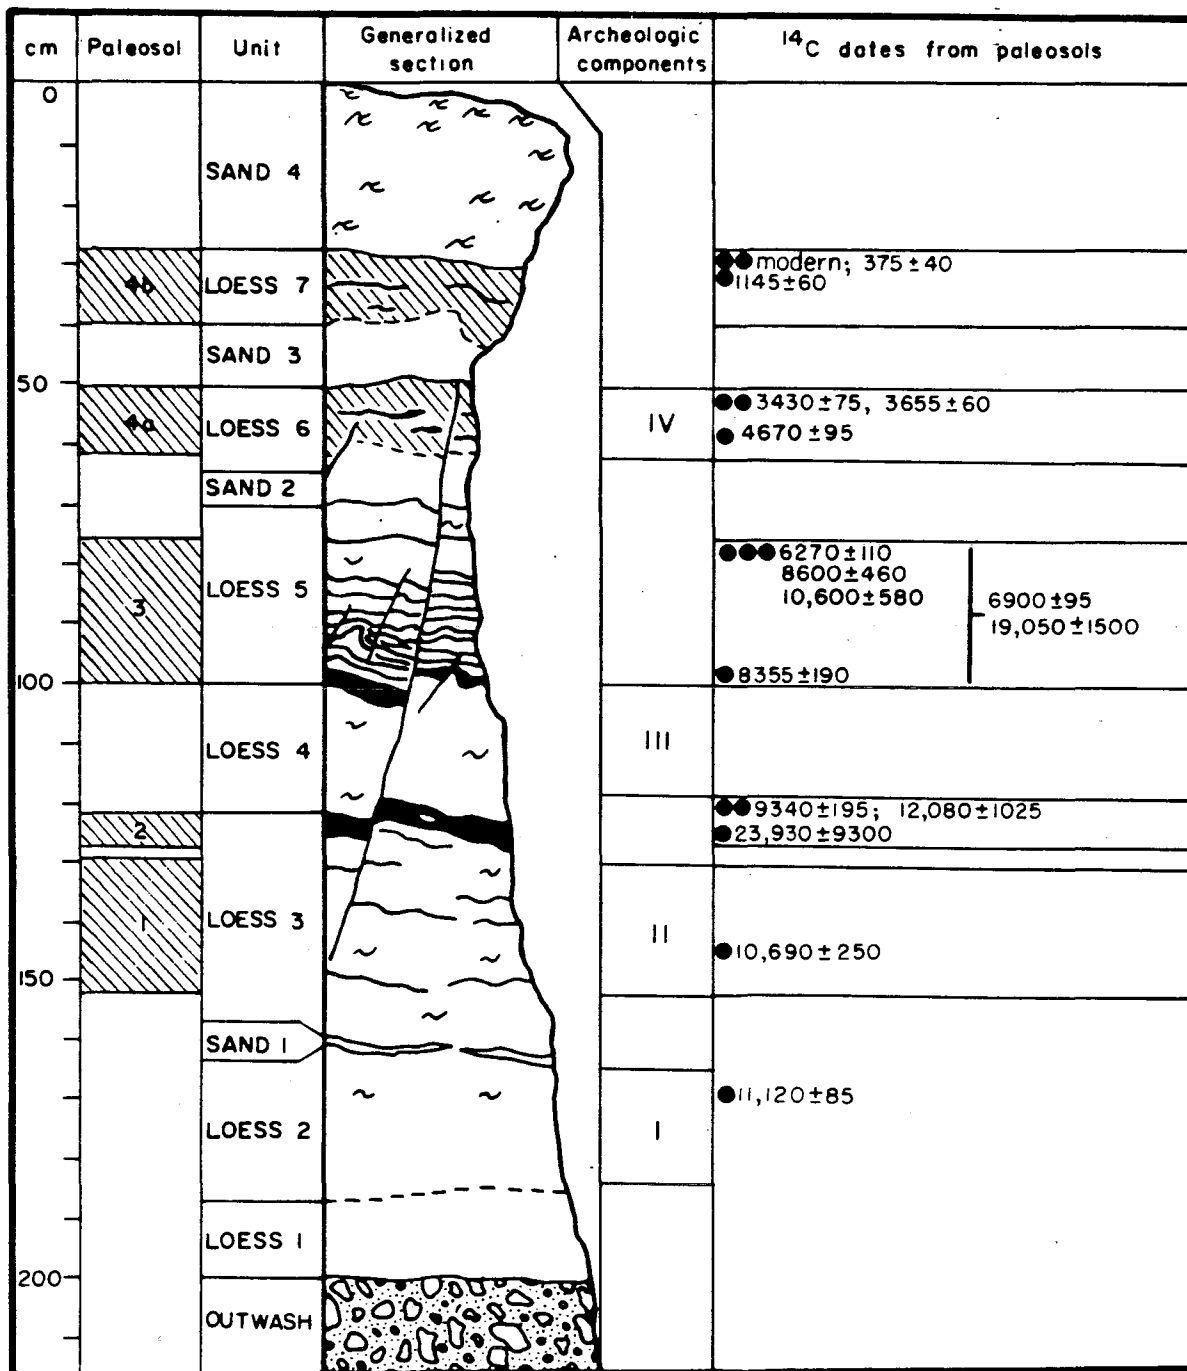 cm
Paleosol
Unit
Generalized section
Archeologic components
14C dates from paleosols
0
SAND 4
4b
LOESS 7
modern; 375±40
1145±60
SAND 3
50
4a
LOESS 6
IV
3430±75, 3655±60
4670±95
SAND 2
3
LOESS 5
6270±110
8600±460
10,600±580
6900±95
19,050±1500
8355±190
100
LOESS 4
III
2
9340±195; 12,080±1025
23,930±9300
1
LOESS 3
II
10,690±250
150
SAND 1
11,120±85
LOESS 2
I
LOESS 1
200
OUTWASH